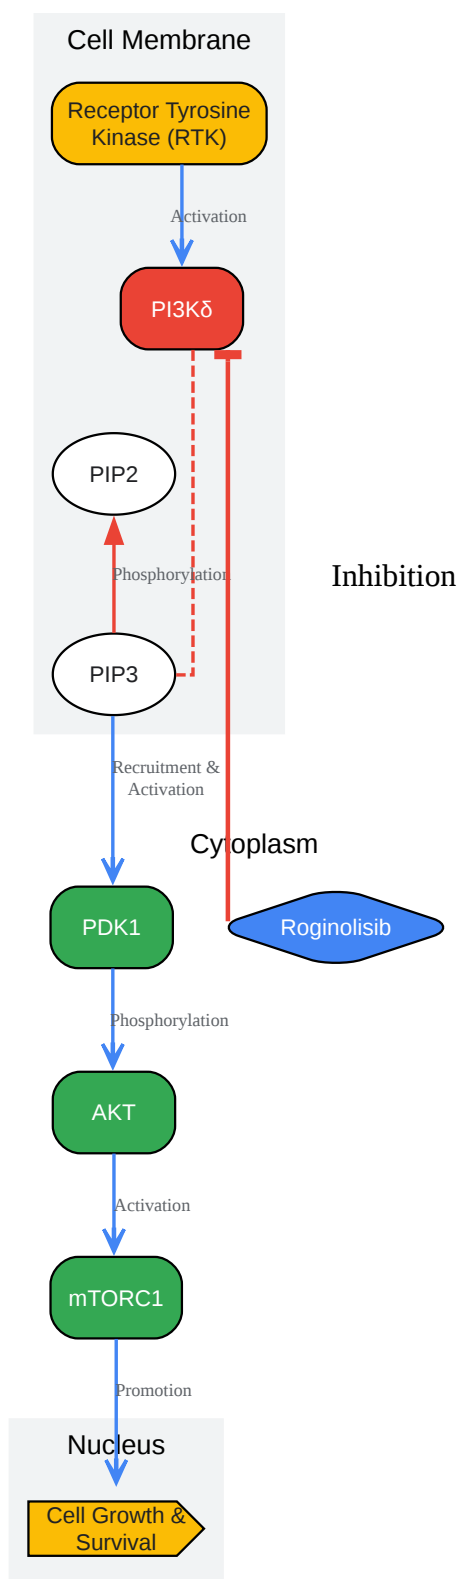 Cell Membrane
Receptor Tyrosine
Kinase (RTK)
Activation
PI3Kδ
PIP2
Phosphorylation
Inhibition
PIP3
Recruitment &
Activation
Cytoplasm
PDK1
Roginolisib
Phosphorylation
AKT
Activation
mTORC1
Promotion
Nucleus
Cell Growth &
Survival